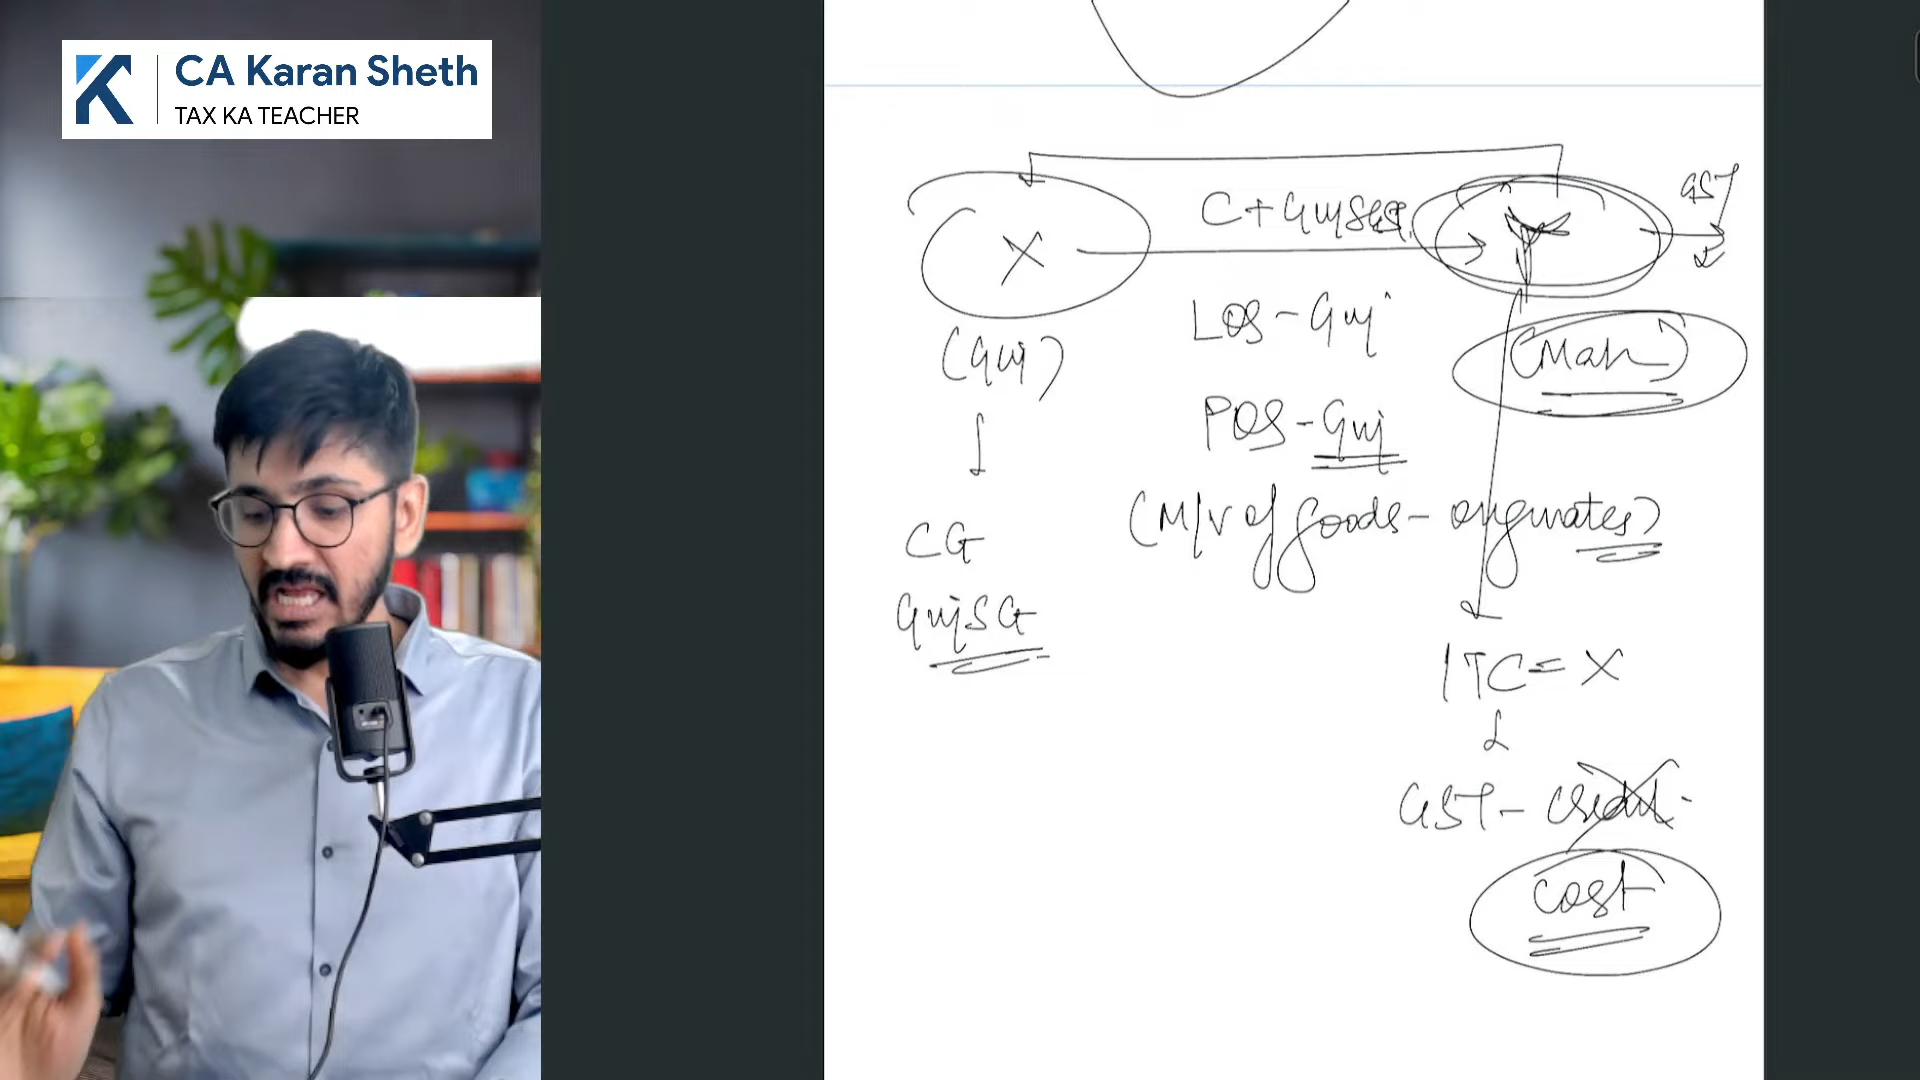 CA Karan Sheth
TAX KA TEACHER
GST
C+GujSGST
X
Y
LOS - Guj
(Guj)
(Mah)
POS - Guj
(M/V of goods - originates)
CG
GujSG
ITC = X
GST - credit
cost